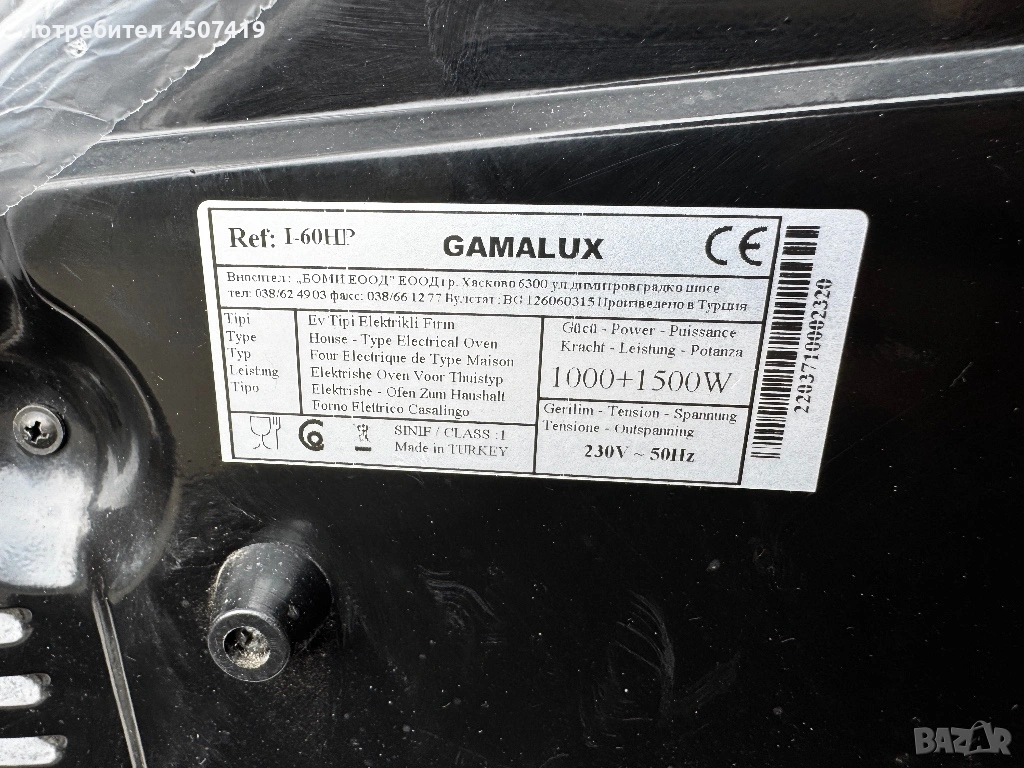 Потребител 4507419
Ref: I-60HP
GAMALUX
CE
Вносител: „БОМИ ЕООД" ЕООД гр. Хасково 6300 ул.димитровградко шосе
тел: 038/62 49 03 факс: 038/66 12 77 Булстат : BG 126060315 Произведено в Турция
Tipi
Type
Typ
Leisting
Tipo
Ev Tipi Elektrikli Fırın
House - Type Electrical Oven
Four Electrique de Type Maison
Elektrishe Oven Voor Thuistyp
Elektrishe - Ofen Zum Haushalt
Forno Elettrico Casalingo
Gücü - Power - Puissance
Kracht - Leistung - Potanza
1000+1500W
Gerilim - Tension - Spannung
Tensione - Outspanning
230V ~ 50Hz
SINIF / CLASS : I
Made in TURKEY
2203710002320
BAZAR